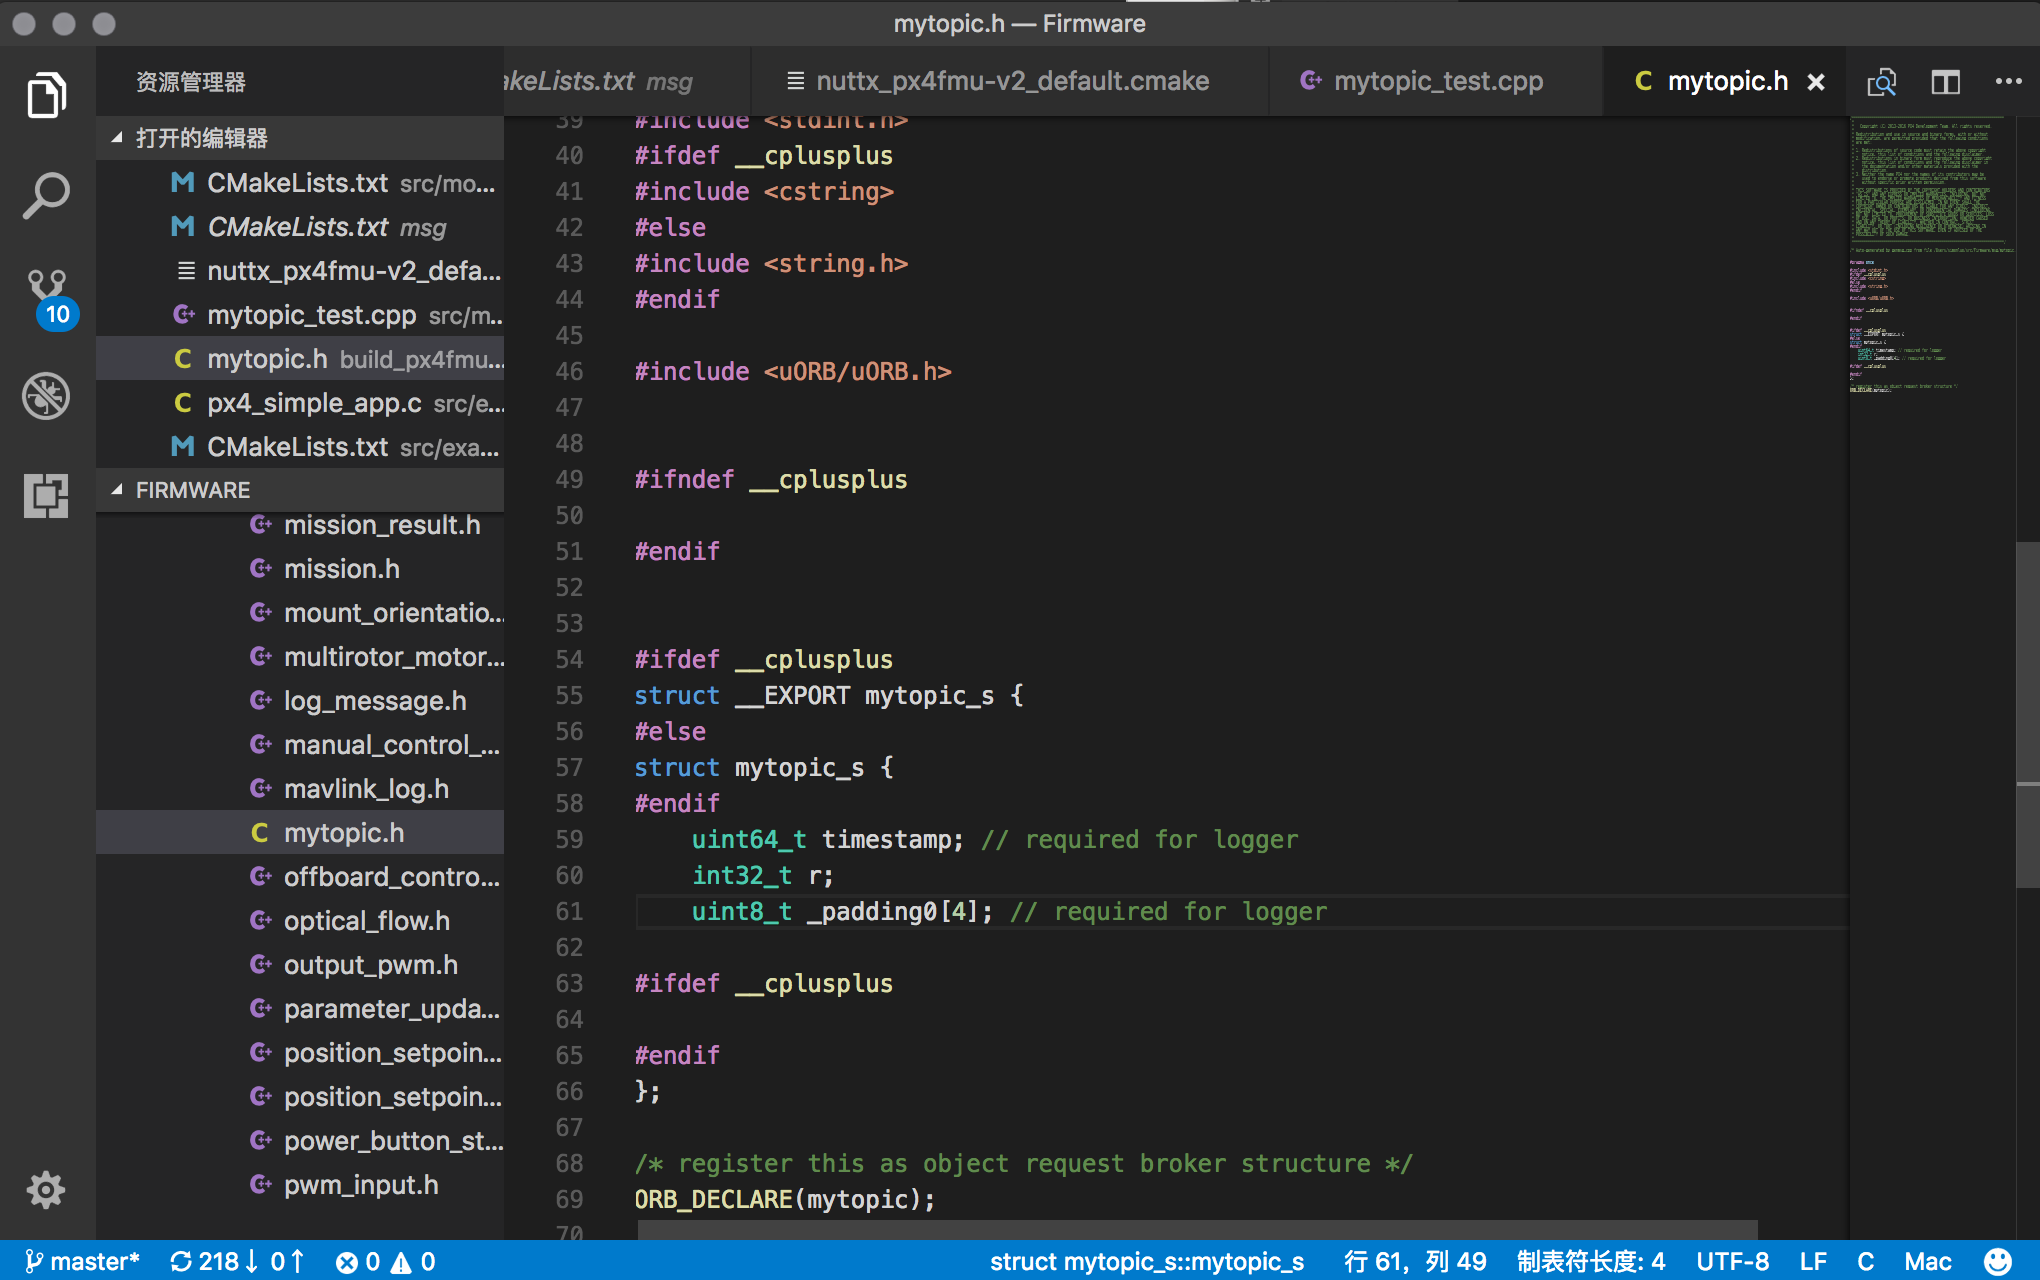 mytopic.h — Firmware
资源管理器
akeLists.txt msg
nuttx_px4fmu-v2_default.cmake
mytopic_test.cpp
C mytopic.h
打开的编辑器
M CMakeLists.txt src/mo...
M CMakeLists.txt msg
nuttx_px4fmu-v2_defa...
mytopic_test.cpp src/m...
C mytopic.h build_px4fmu...
C px4_simple_app.c src/e...
M CMakeLists.txt src/exa...
10
FIRMWARE
mission_result.h
mission.h
mount_orientatio...
multirotor_motor...
log_message.h
manual_control_...
mavlink_log.h
C mytopic.h
offboard_contro...
optical_flow.h
output_pwm.h
parameter_upda...
position_setpoin...
position_setpoin...
power_button_st...
pwm_input.h
39 #include <stdint.h>
40 #ifdef __cplusplus
41 #include <cstring>
42 #else
43 #include <string.h>
44 #endif
45
46 #include <uORB/uORB.h>
47
48
49 #ifndef __cplusplus
50
51 #endif
52
53
54 #ifdef __cplusplus
55 struct __EXPORT mytopic_s {
56 #else
57 struct mytopic_s {
58 #endif
59 uint64_t timestamp; // required for logger
60 int32_t r;
61 uint8_t _padding0[4]; // required for logger
62
63 #ifdef __cplusplus
64
65 #endif
66 };
67
68 /* register this as object request broker structure */
69 ORB_DECLARE(mytopic);
70
master* 218↓ 0↑ 0 0
struct mytopic_s::mytopic_s 行 61，列 49 制表符长度: 4 UTF-8 LF C Mac